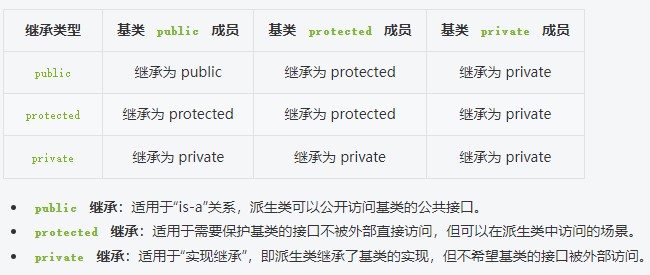 继承类型 基类 public 成员 基类 protected 成员 基类 private 成员
public 继承为 public 继承为 protected 继承为 private
protected 继承为 protected 继承为 protected 继承为 private
private 继承为 private 继承为 private 继承为 private
• public 继承：适用于“is-a”关系，派生类可以公开访问基类的公共接口。
• protected 继承：适用于需要保护基类的接口不被外部直接访问，但可以在派生类中访问的场景。
• private 继承：适用于“实现继承”，即派生类继承了基类的实现，但不希望基类的接口被外部访问。